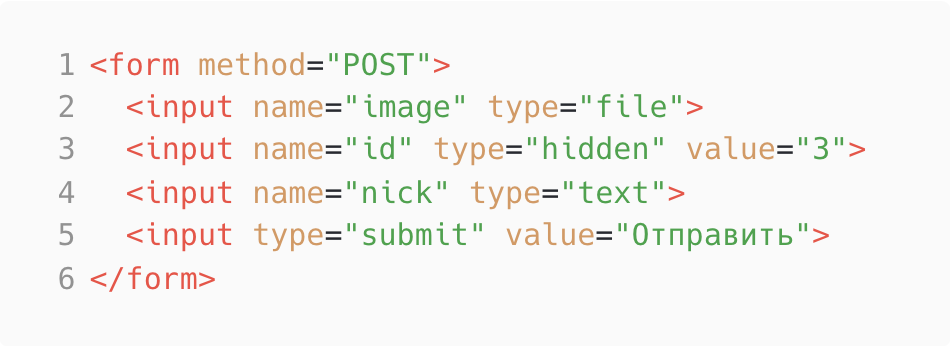 1 <form method="POST">
2   <input name="image" type="file">
3   <input name="id" type="hidden" value="3">
4   <input name="nick" type="text">
5   <input type="submit" value="Отправить">
6 </form>